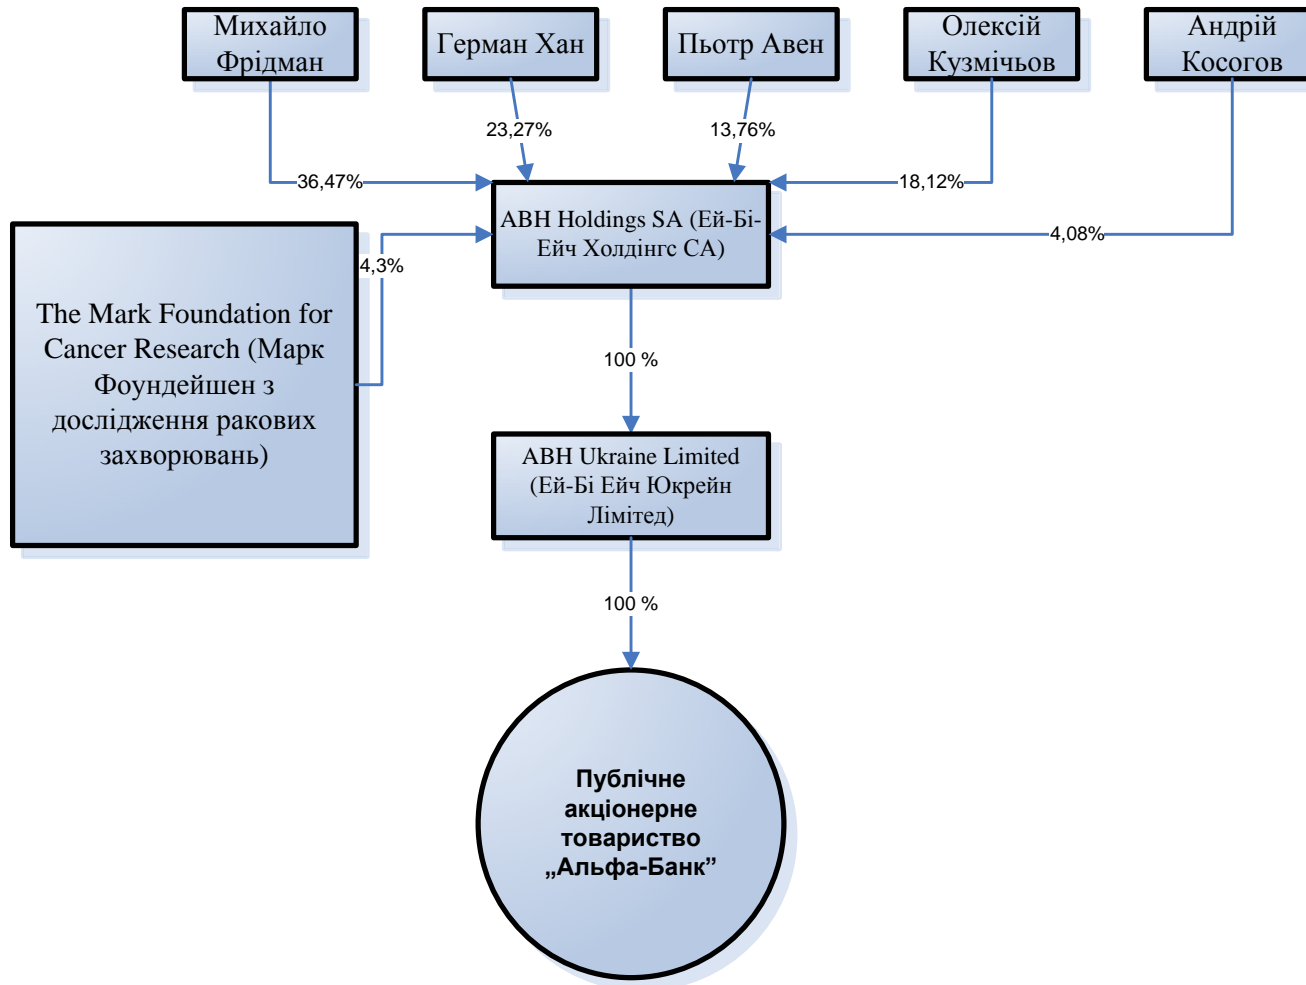 Михайло
Фрідман
Герман Хан
Пьотр Авен
Олексій
Кузмічьов
Андрій
Косогов
23,27%
13,76%
36,47%
18,12%
4,08%
4,3%
ABH Holdings SA (Ей-Бі-
Ейч Холдінгс СА)
The Mark Foundation for
Cancer Research (Марк
Фоундейшен з
дослідження ракових
захворювань)
100 %
ABH Ukraine Limited
(Ей-Бі Ейч Юкрейн
Лімітед)
100 %
Публічне
акціонерне
товариство
„Альфа-Банк”